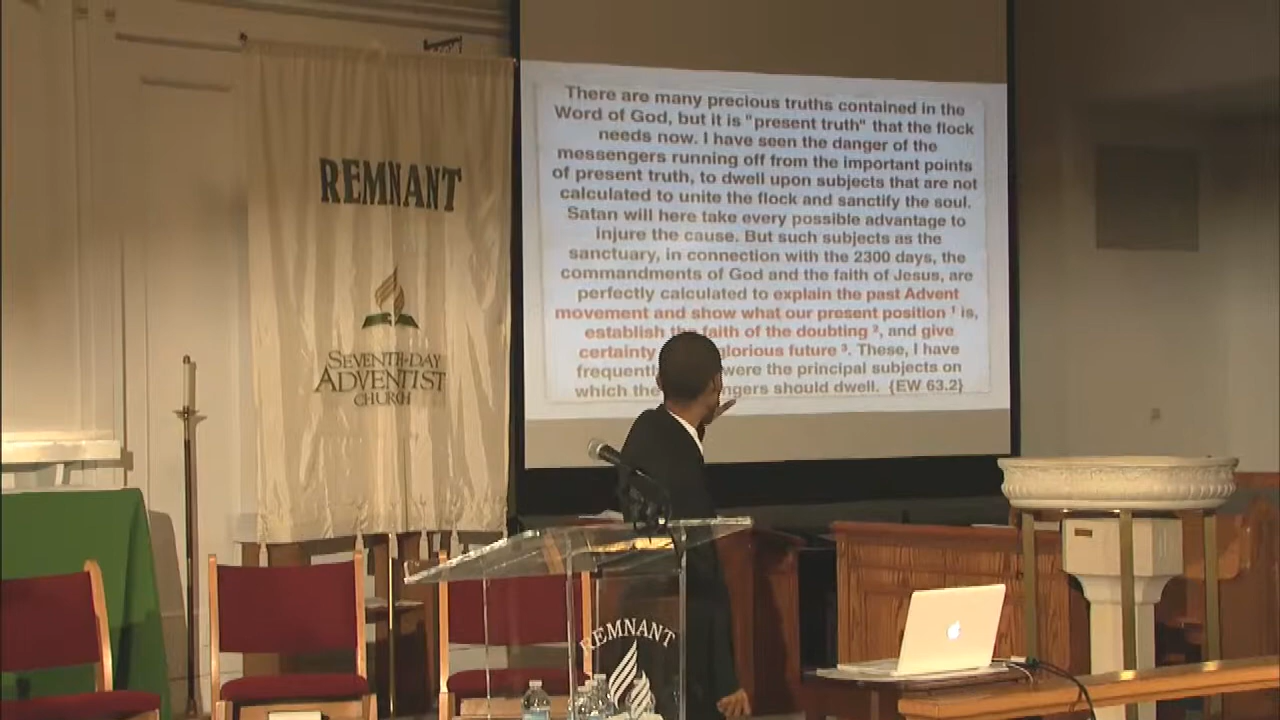 REMNANT
SEVENTH-DAY
ADVENTIST
CHURCH
There are many precious truths contained in the
Word of God, but it is "present truth" that the flock
needs now. I have seen the danger of the
messengers running off from the important points
of present truth, to dwell upon subjects that are not
calculated to unite the flock and sanctify the soul.
Satan will here take every possible advantage to
injure the cause. But such subjects as the
sanctuary, in connection with the 2300 days, the
commandments of God and the faith of Jesus, are
perfectly calculated to explain the past Advent
movement and show what our present position ¹ is,
establish the faith of the doubting ², and give
certainty glorious future ³. These, I have
were the principal subjects on
which should dwell. {EW 63.2}
REMNANT